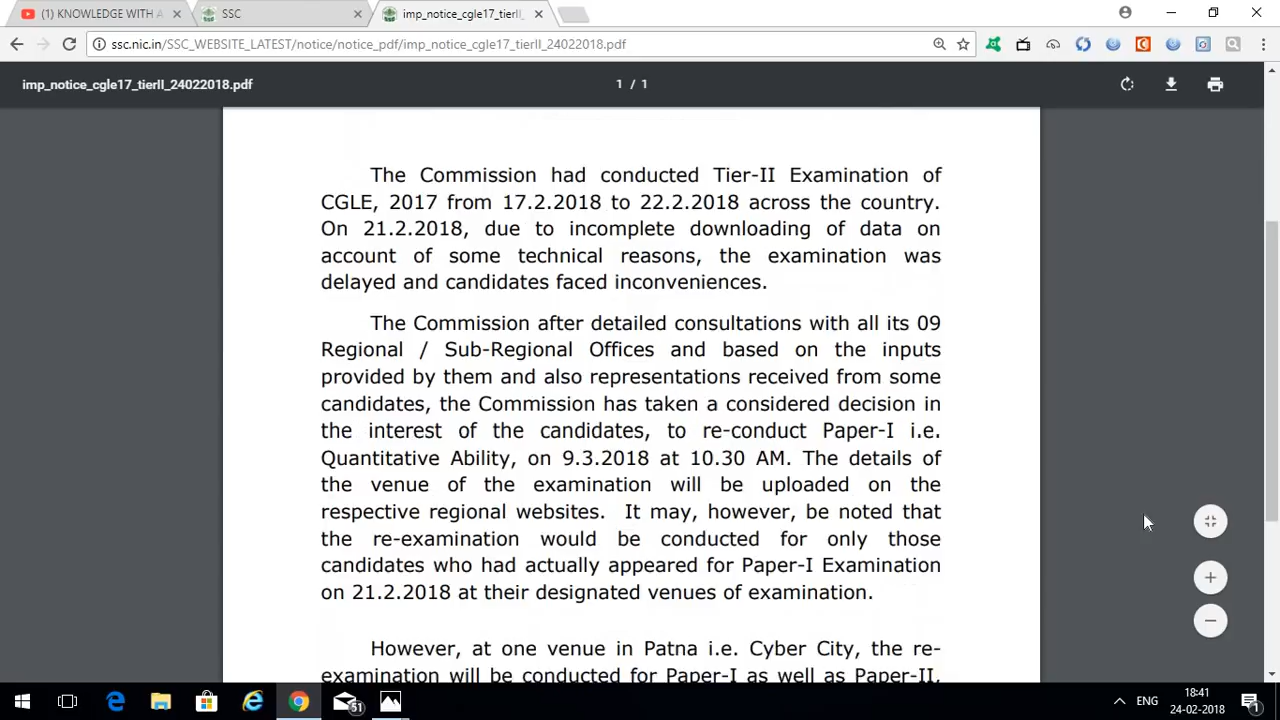 (1) KNOWLEDGE WITH A
SSC
imp_notice_cgle17_tierII_
ssc.nic.in/SSC_WEBSITE_LATEST/notice/notice_pdf/imp_notice_cgle17_tierII_24022018.pdf
imp_notice_cgle17_tierII_24022018.pdf
1 / 1
The Commission had conducted Tier-II Examination of
CGLE, 2017 from 17.2.2018 to 22.2.2018 across the country.
On 21.2.2018, due to incomplete downloading of data on
account of some technical reasons, the examination was
delayed and candidates faced inconveniences.
The Commission after detailed consultations with all its 09
Regional / Sub-Regional Offices and based on the inputs
provided by them and also representations received from some
candidates, the Commission has taken a considered decision in
the interest of the candidates, to re-conduct Paper-I i.e.
Quantitative Ability, on 9.3.2018 at 10.30 AM. The details of
the venue of the examination will be uploaded on the
respective regional websites. It may, however, be noted that
the re-examination would be conducted for only those
candidates who had actually appeared for Paper-I Examination
on 21.2.2018 at their designated venues of examination.
However, at one venue in Patna i.e. Cyber City, the re-
examination will be conducted for Paper-I as well as Paper-II,
51
ENG
18:41
24-02-2018
1